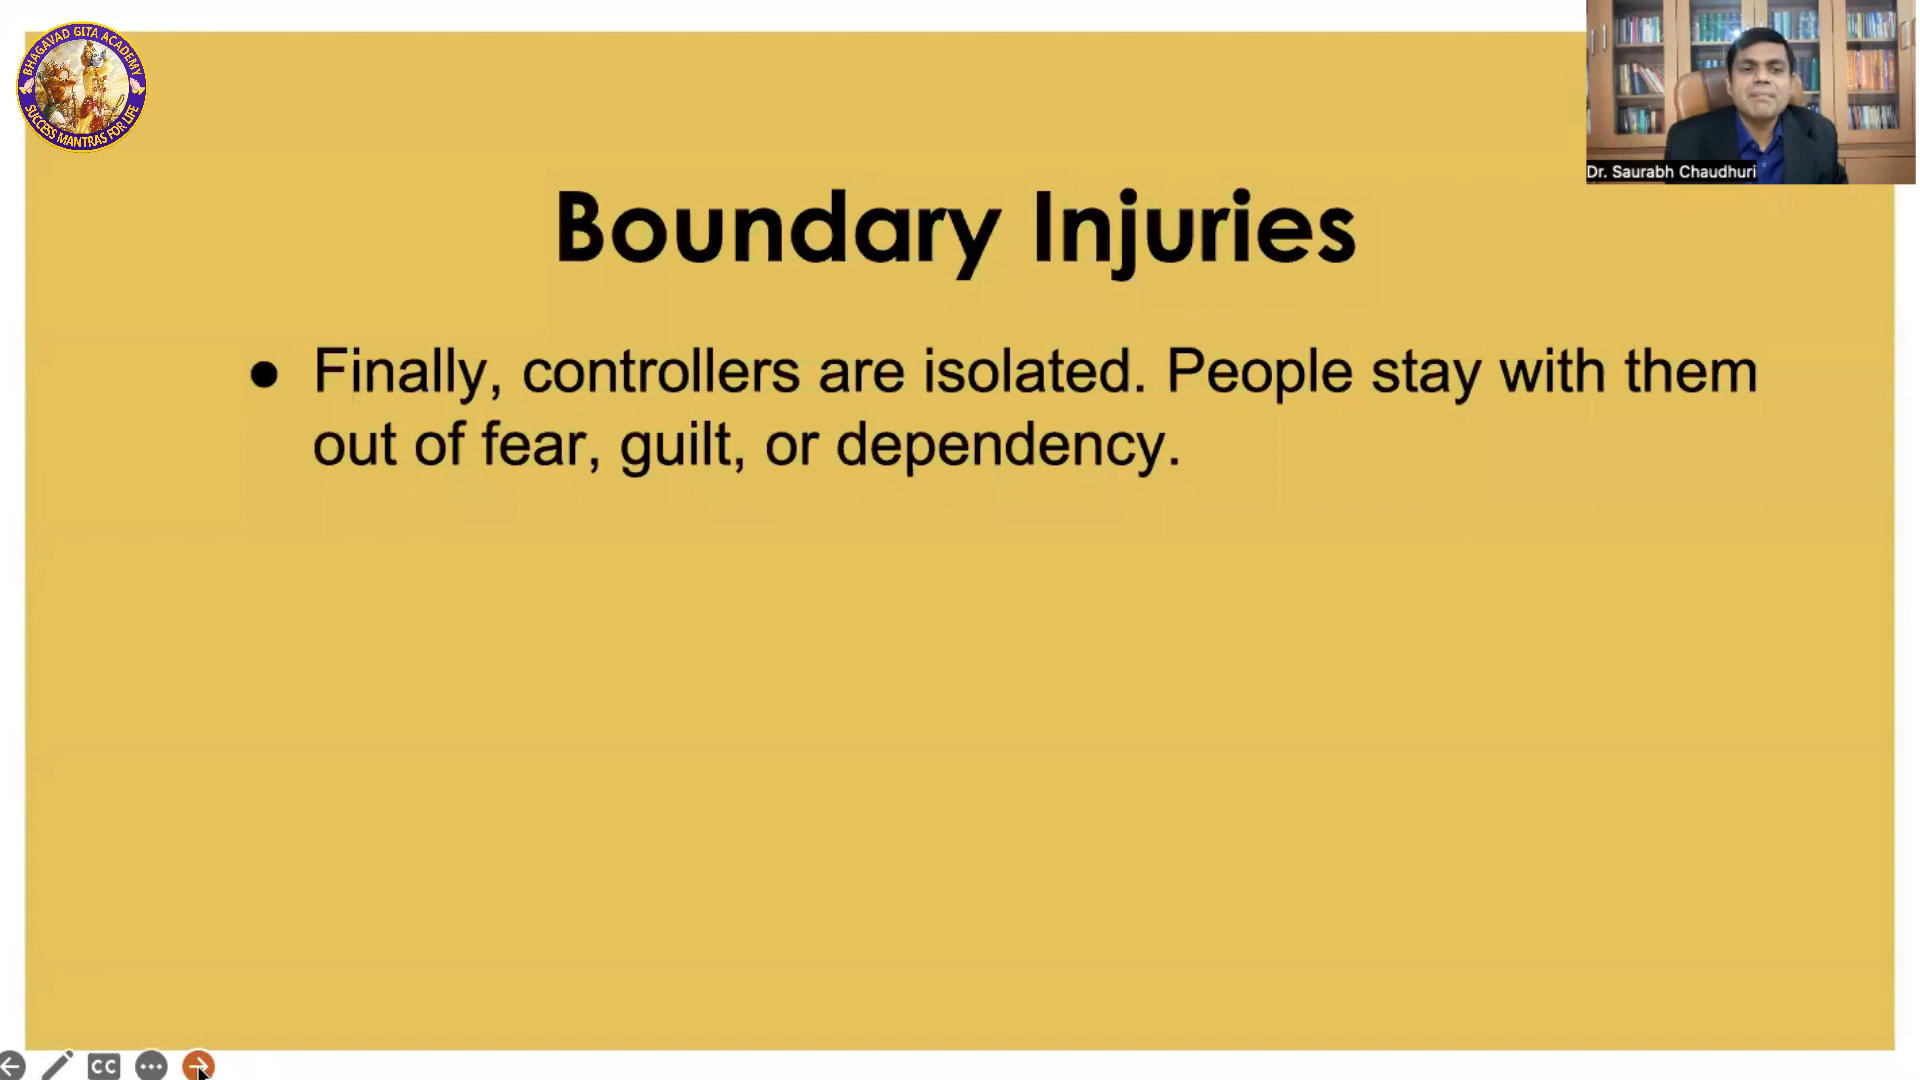 BHAGAVAD GITA ACADEMY
SUCCESS MANTRAS FOR LIFE
Dr. Saurabh Chaudhuri
Boundary Injuries
● Finally, controllers are isolated. People stay with them
out of fear, guilt, or dependency.
CC